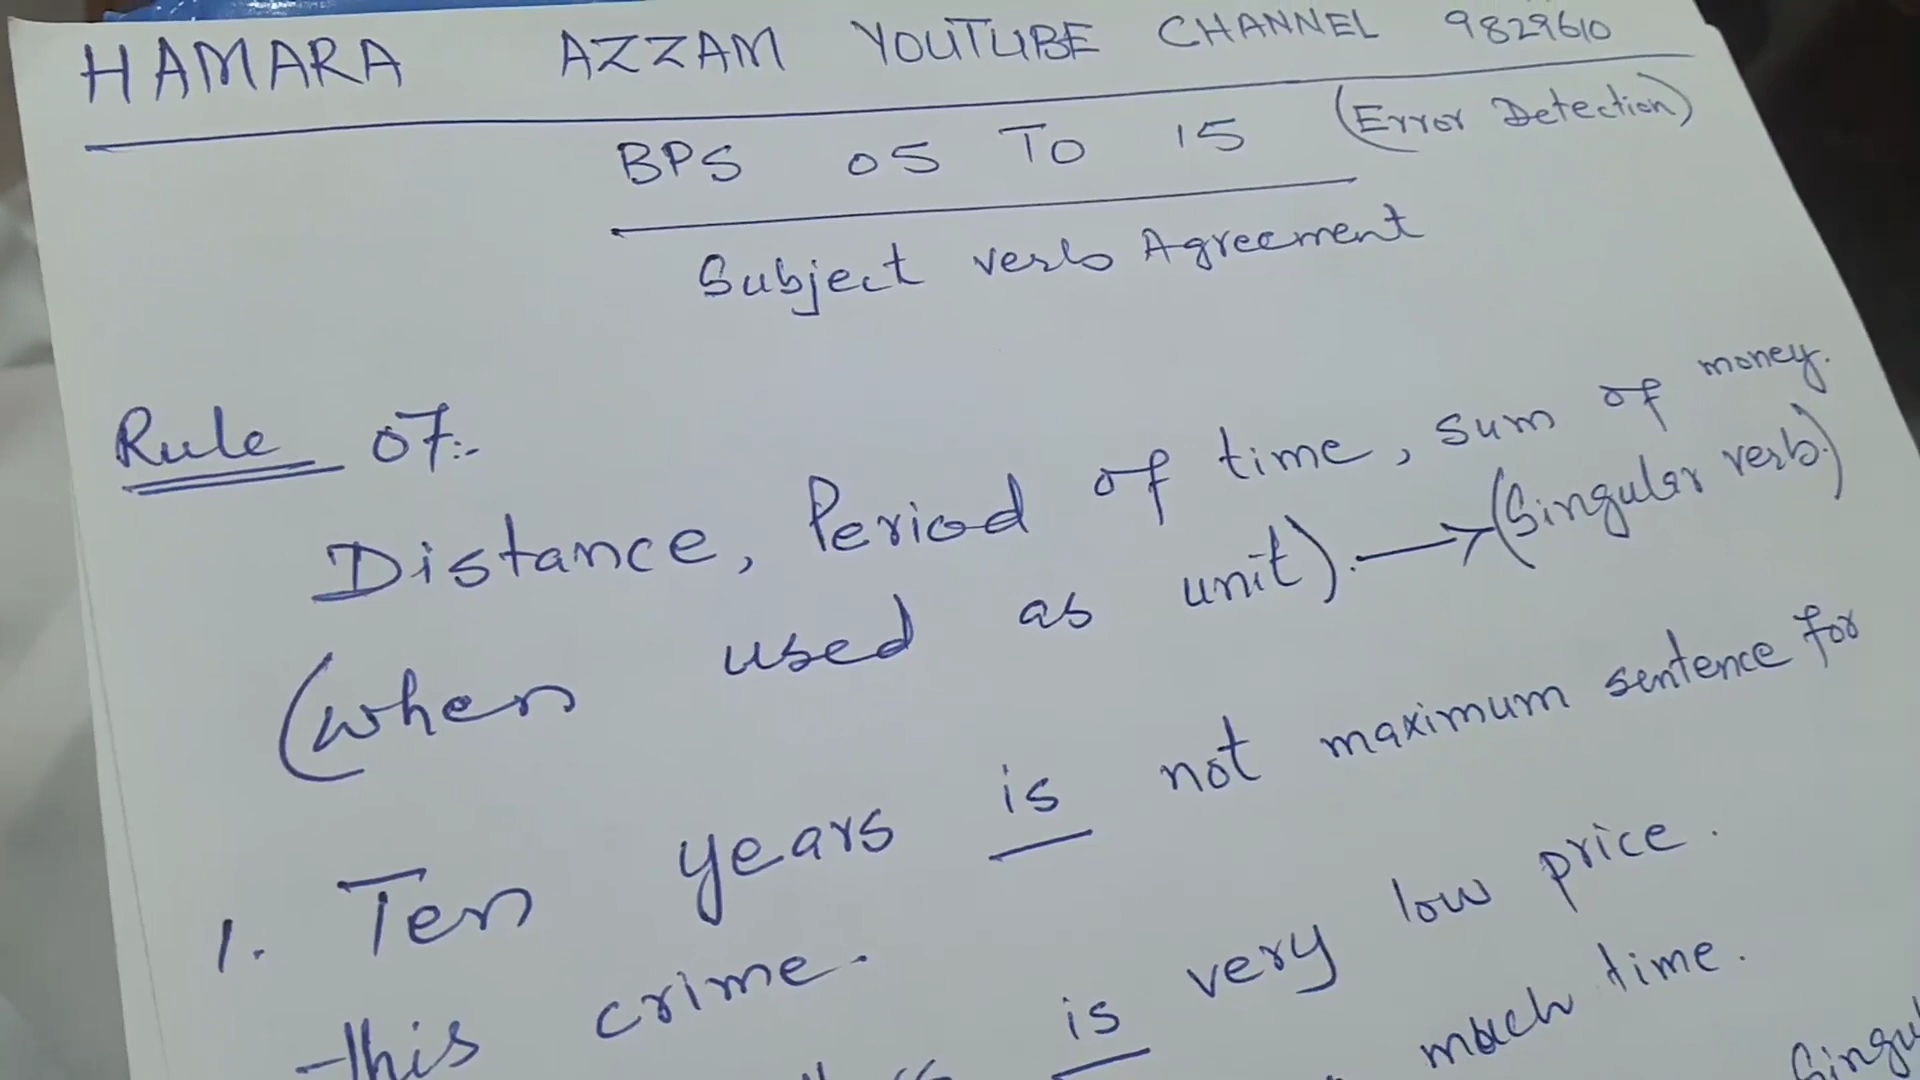 HAMARA AZZAM YOUTUBE CHANNEL 9829610
BPS 05 TO 15 (Error Detection)
Subject verb Agreement
Rule 07:-
Distance, Period of time, sum of money.
(when used as unit). → (Singular verb)
1. Ten years is not maximum sentence for
this crime.
is very low price.
much time.